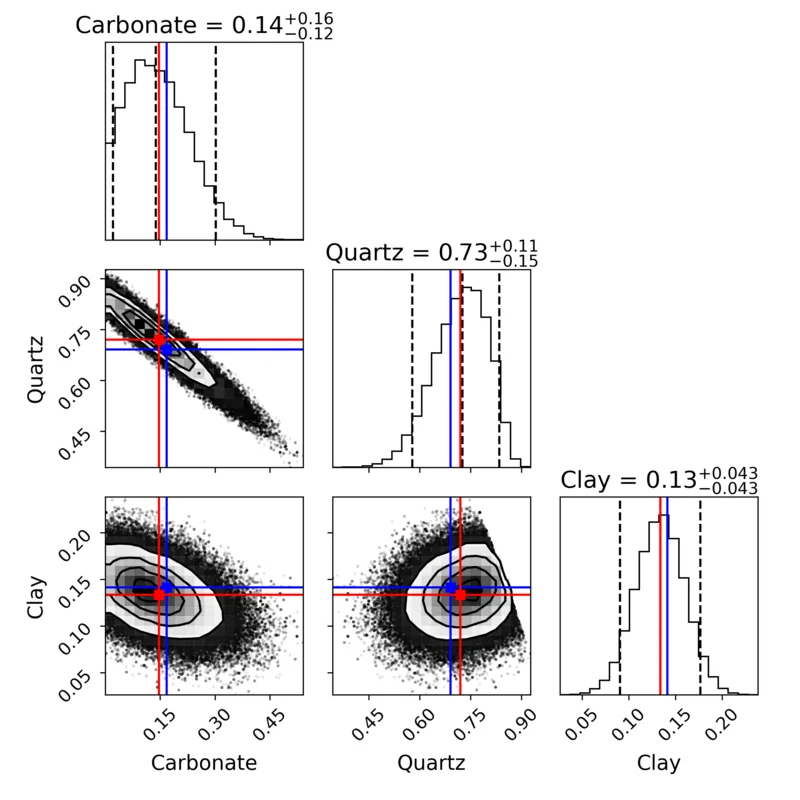 Carbonate = 0.14+0.16−0.12
Quartz = 0.73+0.11−0.15
0.90
0.75
0.60
0.45
Quartz
Clay = 0.13+0.043−0.043
0.20
0.15
0.10
0.05
Clay
0.15 0.30 0.45
0.45 0.60 0.75 0.90
0.05 0.10 0.15 0.20
Carbonate
Quartz
Clay